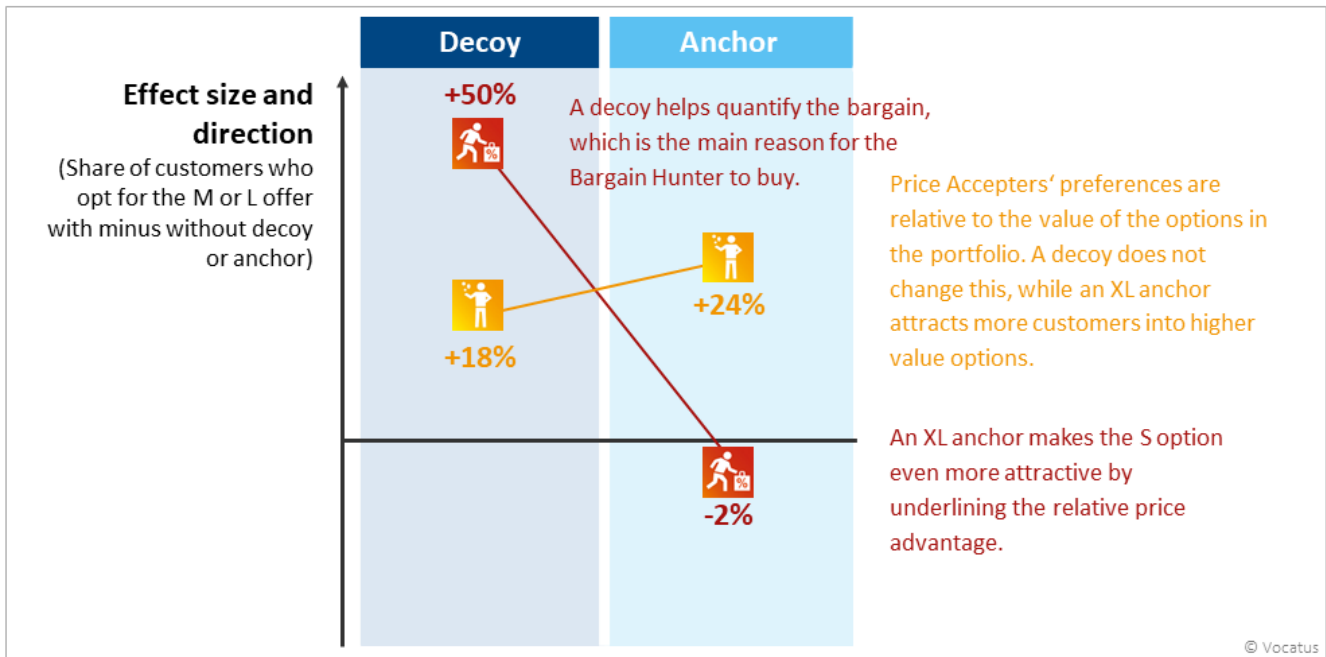 Decoy
Anchor
Effect size and
direction
(Share of customers who
opt for the M or L offer
with minus without decoy
or anchor)
+50%
A decoy helps quantify the bargain,
which is the main reason for the
Bargain Hunter to buy.
%
+18%
+24%
Price Accepters‘ preferences are
relative to the value of the options in
the portfolio. A decoy does not
change this, while an XL anchor
attracts more customers into higher
value options.
%
-2%
An XL anchor makes the S option
even more attractive by
underlining the relative price
advantage.
© Vocatus